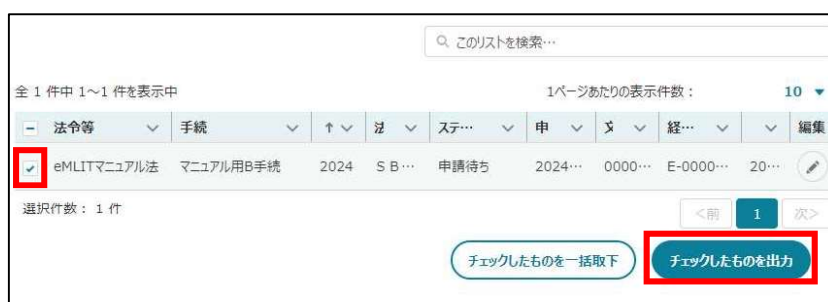 このリストを検索…
全 1 件中 1～1 件を表示中 1ページあたりの表示件数： 10
法令等 手続 ↑ 法 ステ… 申 文 経… 編集
eMLITマニュアル法 マニュアル用B手続 2024 S B… 申請待ち 2024… 0000… E-0000… 20…
選択件数： 1 件
<前 1 次>
チェックしたものを一括取下 チェックしたものを出力